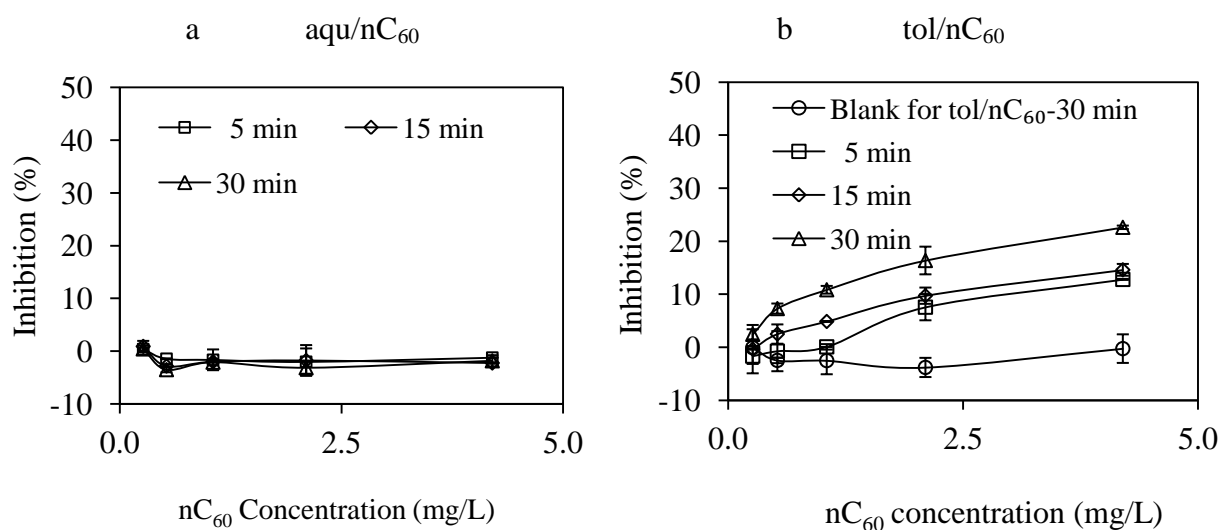 a aqu/nC₆₀
50
40
30
20
10
0
-10
0.0 2.5 5.0
Inhibition (%)
5 min 15 min
30 min
nC₆₀ Concentration (mg/L)
b tol/nC₆₀
50
40
30
20
10
0
-10
0.0 2.5 5.0
Inhibition (%)
Blank for tol/nC₆₀-30 min
5 min
15 min
30 min
nC₆₀ concentration (mg/L)